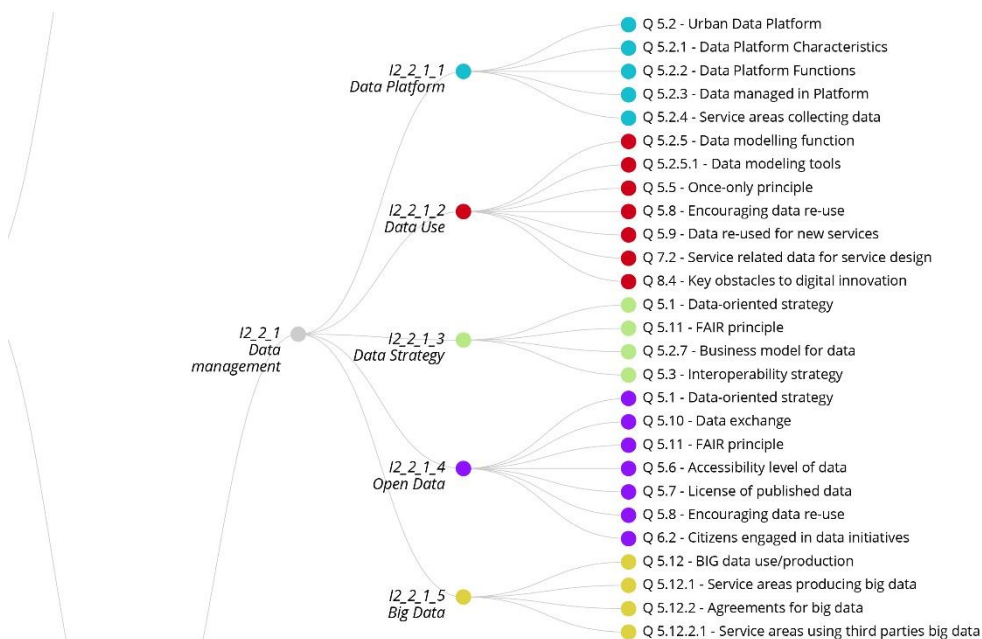 Q 5.2 - Urban Data Platform
Q 5.2.1 - Data Platform Characteristics
I2_2_1_1
Data Platform
Q 5.2.2 - Data Platform Functions
Q 5.2.3 - Data managed in Platform
Q 5.2.4 - Service areas collecting data
Q 5.2.5 - Data modelling function
Q 5.2.5.1 - Data modeling tools
Q 5.5 - Once-only principle
I2_2_1_2
Data Use
Q 5.8 - Encouraging data re-use
Q 5.9 - Data re-used for new services
Q 7.2 - Service related data for service design
Q 8.4 - Key obstacles to digital innovation
Q 5.1 - Data-oriented strategy
I2_2_1
Data
management
Q 5.11 - FAIR principle
I2_2_1_3
Data Strategy
Q 5.2.7 - Business model for data
Q 5.3 - Interoperability strategy
Q 5.1 - Data-oriented strategy
Q 5.10 - Data exchange
Q 5.11 - FAIR principle
I2_2_1_4
Open Data
Q 5.6 - Accessibility level of data
Q 5.7 - License of published data
Q 5.8 - Encouraging data re-use
Q 6.2 - Citizens engaged in data initiatives
Q 5.12 - BIG data use/production
Q 5.12.1 - Service areas producing big data
I2_2_1_5
Big Data
Q 5.12.2 - Agreements for big data
Q 5.12.2.1 - Service areas using third parties big data